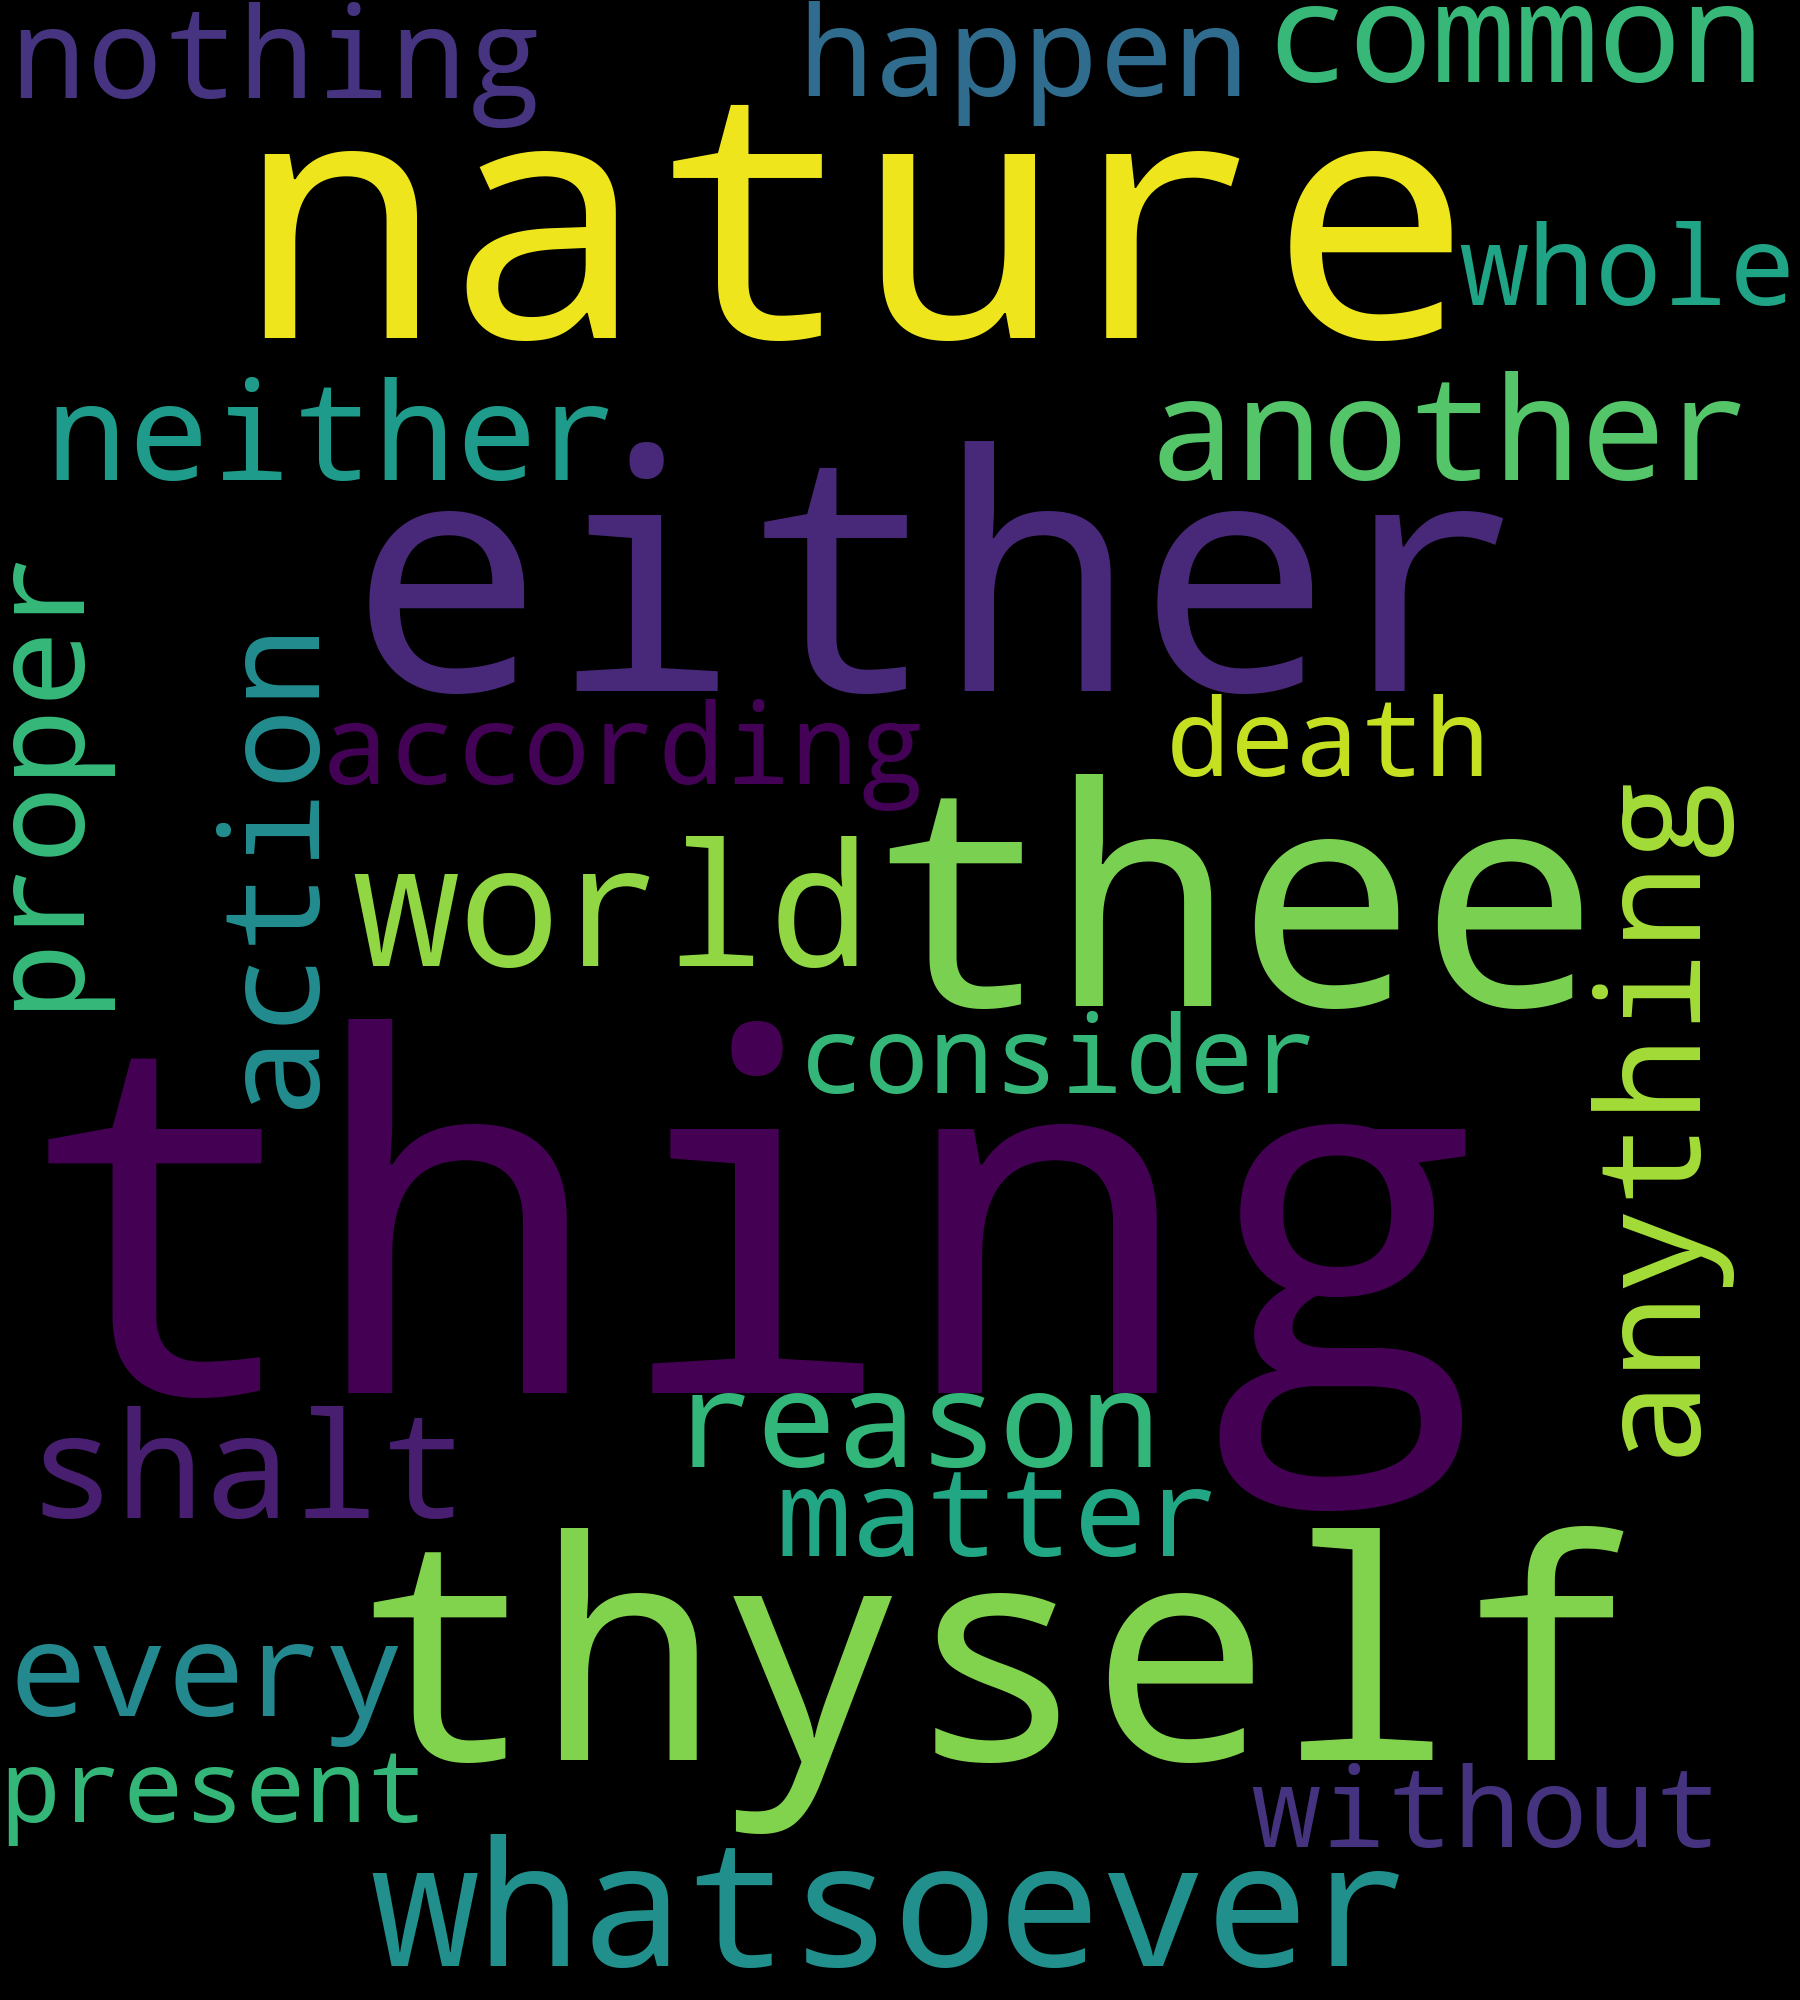 nothing
happen
common
nature
whole
neither
another
either
proper
action
according
death
world
thee
anything
consider
thing
reason
shalt
matter
thyself
every
present
without
whatsoever